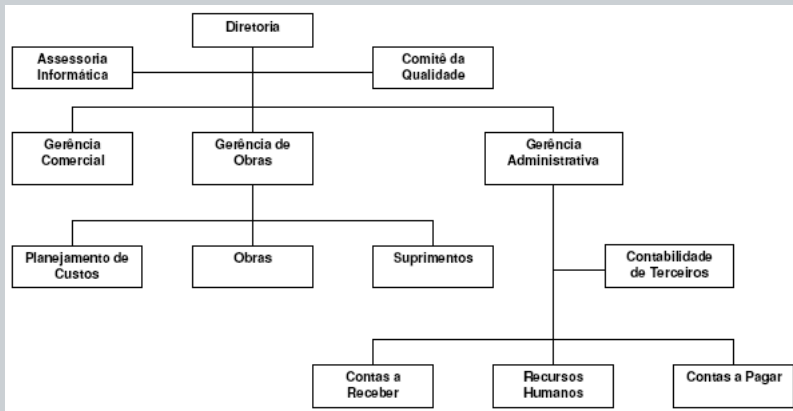 Diretoria
Assessoria
Informática
Comitê da
Qualidade
Gerência
Comercial
Gerência de
Obras
Gerência
Administrativa
Planejamento de
Custos
Obras
Suprimentos
Contabilidade
de Terceiros
Contas a
Receber
Recursos
Humanos
Contas a Pagar